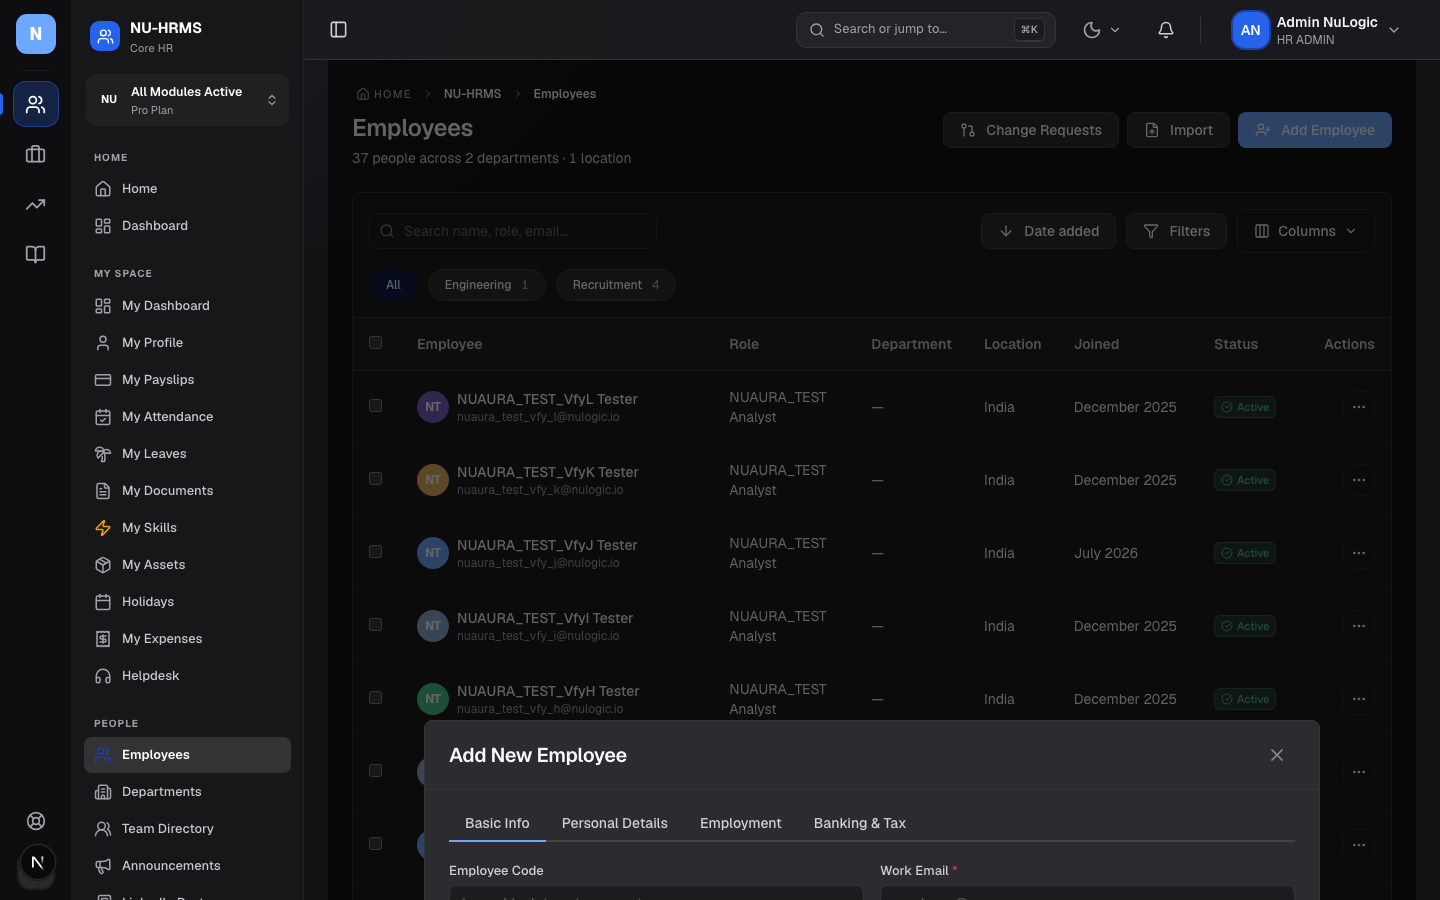 N
NU-HRMS
Core HR
NU
All Modules Active
Pro Plan
HOME
Home
Dashboard
MY SPACE
My Dashboard
My Profile
My Payslips
My Attendance
My Leaves
My Documents
My Skills
My Assets
Holidays
My Expenses
Helpdesk
PEOPLE
Employees
Departments
Team Directory
Announcements
N
Search or jump to...
⌘K
AN
Admin NuLogic
HR ADMIN
HOME
NU-HRMS
Employees
Employees
37 people across 2 departments · 1 location
Change Requests
Import
Add Employee
Search name, role, email...
Date added
Filters
Columns
All
Engineering 1
Recruitment 4
Employee Role Department Location Joined Status Actions
NT NUAURA_TEST_VfyL Tester
nuaura_test_vfy_l@nulogic.io
NUAURA_TEST
Analyst
— India December 2025 Active
NT NUAURA_TEST_VfyK Tester
nuaura_test_vfy_k@nulogic.io
NUAURA_TEST
Analyst
— India December 2025 Active
NT NUAURA_TEST_VfyJ Tester
nuaura_test_vfy_j@nulogic.io
NUAURA_TEST
Analyst
— India July 2026 Active
NT NUAURA_TEST_VfyI Tester
nuaura_test_vfy_i@nulogic.io
NUAURA_TEST
Analyst
— India December 2025 Active
NT NUAURA_TEST_VfyH Tester
nuaura_test_vfy_h@nulogic.io
NUAURA_TEST
Analyst
— India December 2025 Active
Add New Employee
Basic Info
Personal Details
Employment
Banking & Tax
Employee Code
Work Email *